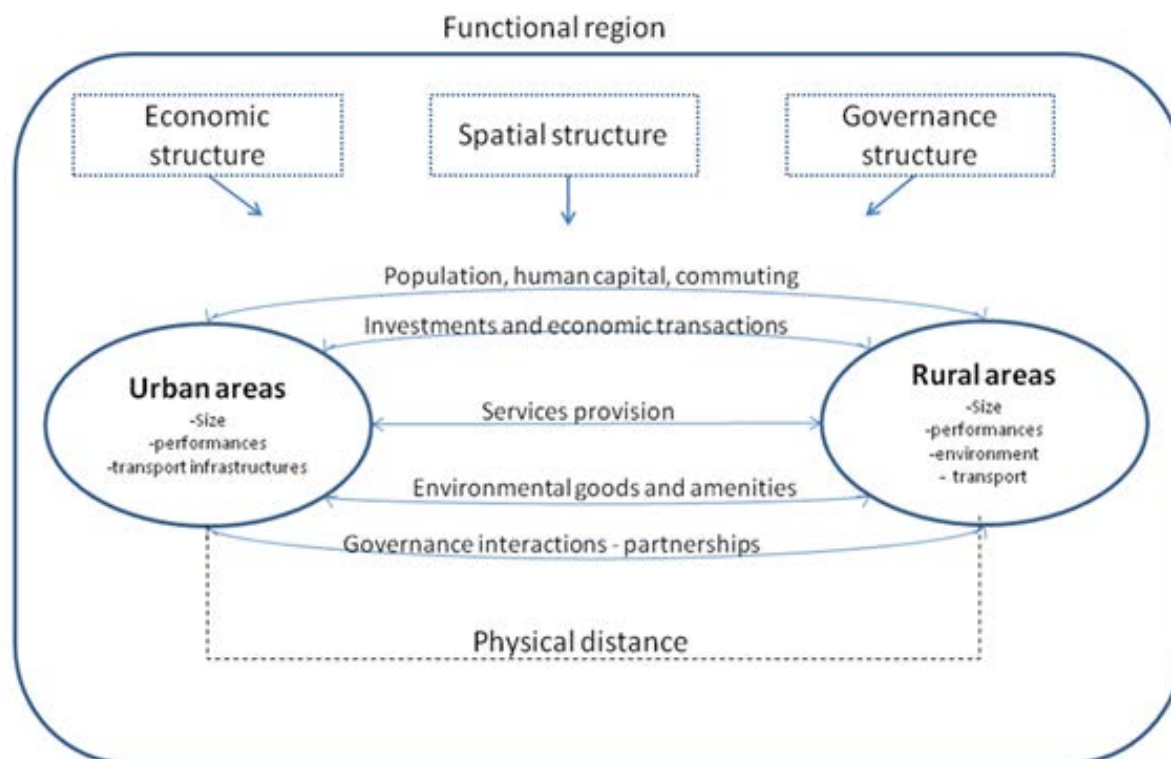 Functional region
Economic
structure
Spatial structure
Governance
structure
Population, human capital, commuting
Investments and economic transactions
Urban areas
-Size
-performances
-transport infrastructures
Services provision
Rural areas
-Size
-performances
-environment
- transport
Environmental goods and amenities
Governance interactions - partnerships
Physical distance